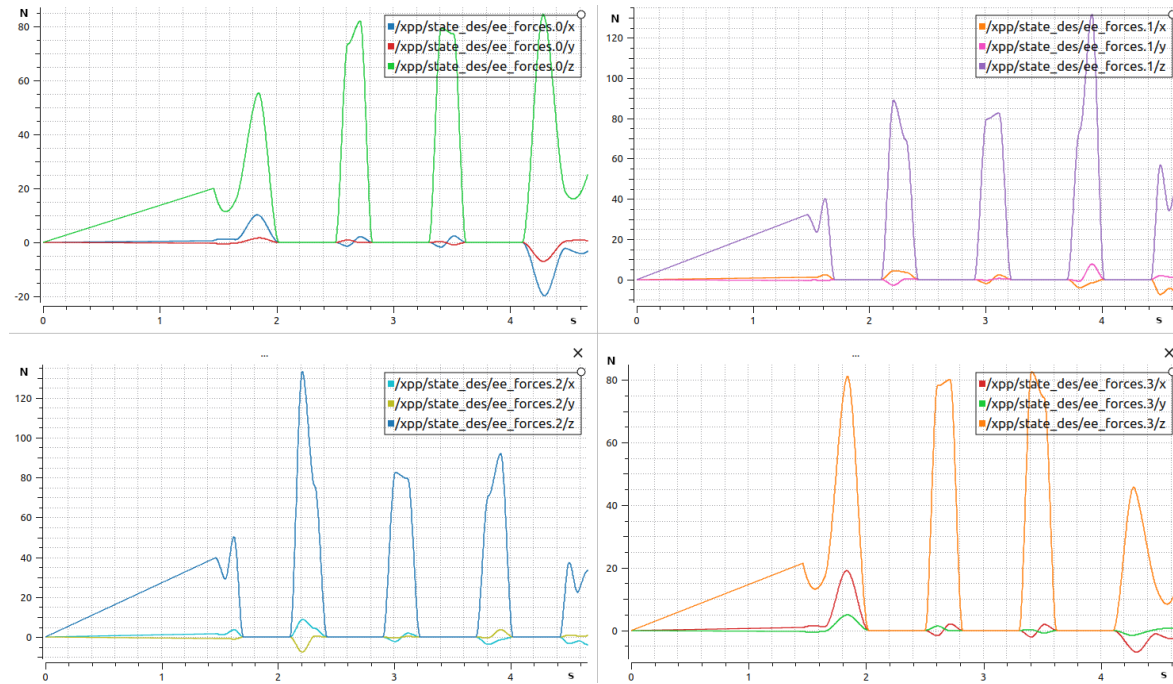 N
80
60
40
20
0
-20
/xpp/state_des/ee_forces.0/x
/xpp/state_des/ee_forces.0/y
/xpp/state_des/ee_forces.0/z
0 1 2 3 4 s
120
100
80
60
40
20
0
/xpp/state_des/ee_forces.1/x
/xpp/state_des/ee_forces.1/y
/xpp/state_des/ee_forces.1/z
0 1 2 3 4 s
...
N
120
100
80
60
40
20
0
/xpp/state_des/ee_forces.2/x
/xpp/state_des/ee_forces.2/y
/xpp/state_des/ee_forces.2/z
0 1 2 3 4 s
...
N
80
60
40
20
0
/xpp/state_des/ee_forces.3/x
/xpp/state_des/ee_forces.3/y
/xpp/state_des/ee_forces.3/z
0 1 2 3 4 s